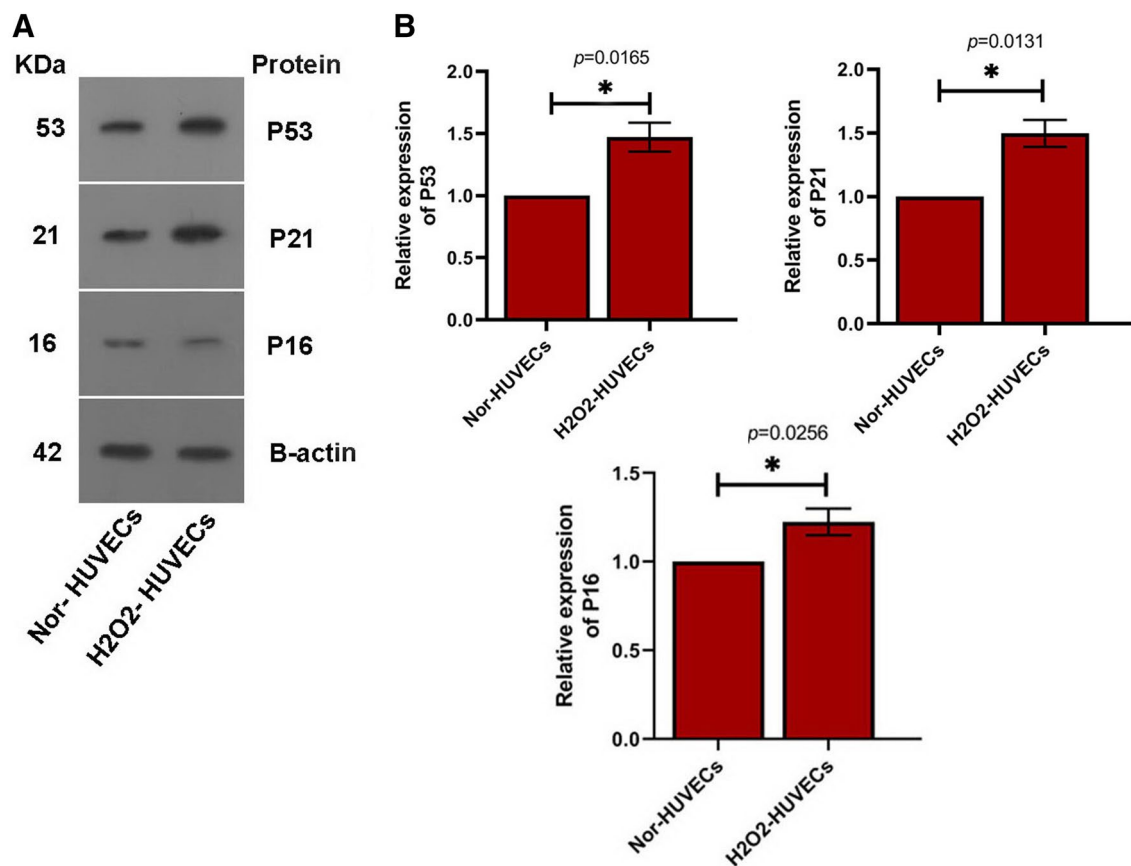 A
KDa Protein
53 P53
21 P21
16 P16
42 B-actin
Nor- HUVECs
H2O2- HUVECs
B
p=0.0165
*
2.0
1.5
1.0
0.5
0.0
Relative expression
of P53
Nor-HUVECs
H2O2-HUVECs
p=0.0131
*
2.0
1.5
1.0
0.5
0.0
Relative expression
of P21
Nor-HUVECs
H2O2-HUVECs
p=0.0256
*
1.5
1.0
0.5
0.0
Relative expression
of P16
Nor-HUVECs
H2O2-HUVECs